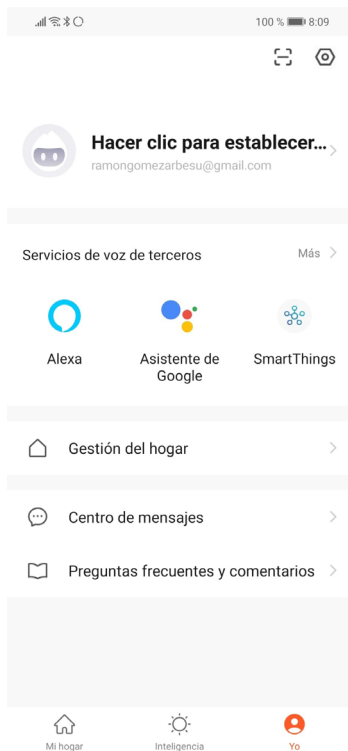 100 % 8:09
Hacer clic para establecer...
ramongomezarbesu@gmail.com
Servicios de voz de terceros
Más
Alexa
Asistente de
Google
SmartThings
Gestión del hogar
Centro de mensajes
Preguntas frecuentes y comentarios
Mi hogar
Inteligencia
Yo